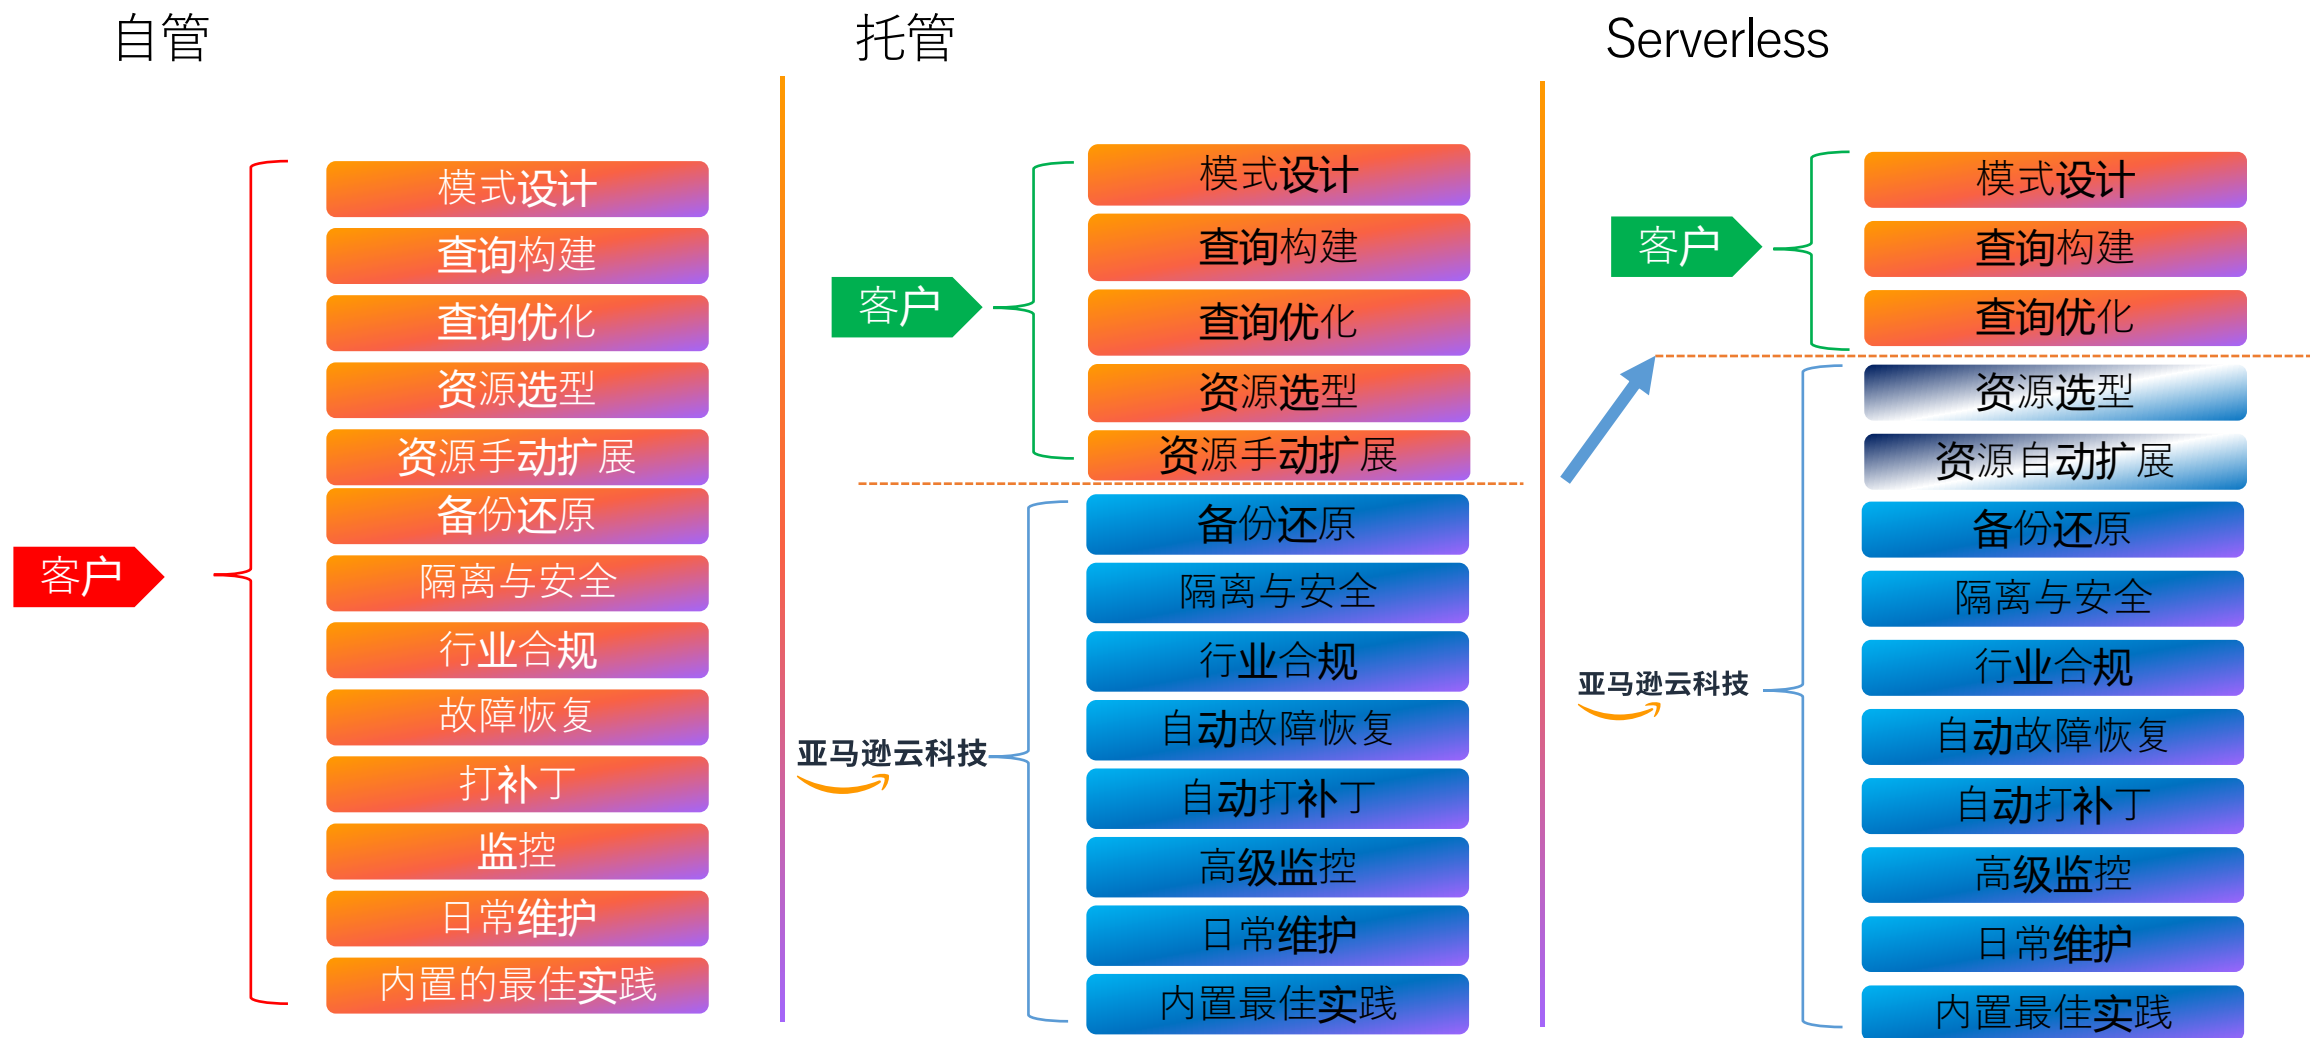 自管
客户
模式设计
查询构建
查询优化
资源选型
资源手动扩展
备份还原
隔离与安全
行业合规
故障恢复
打补丁
监控
日常维护
内置的最佳实践
托管
客户
模式设计
查询构建
查询优化
资源选型
资源手动扩展
亚马逊云科技
备份还原
隔离与安全
行业合规
自动故障恢复
自动打补丁
高级监控
日常维护
内置最佳实践
Serverless
客户
模式设计
查询构建
查询优化
亚马逊云科技
资源选型
资源自动扩展
备份还原
隔离与安全
行业合规
自动故障恢复
自动打补丁
高级监控
日常维护
内置最佳实践